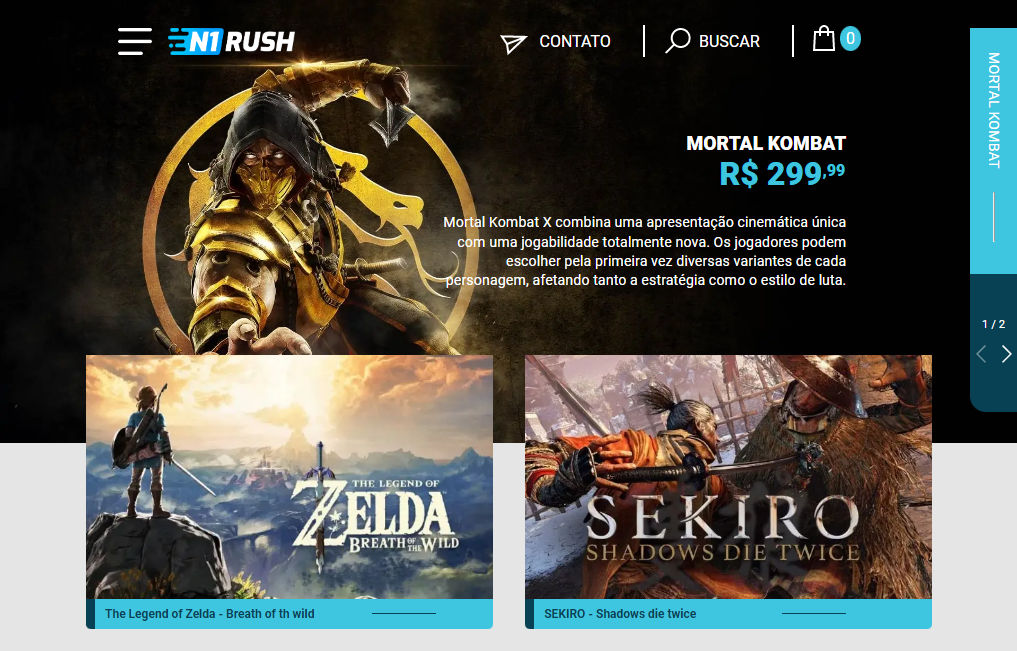 N1 RUSH
CONTATO
BUSCAR
0
MORTAL KOMBAT
MORTAL KOMBAT
R$ 299,99
Mortal Kombat X combina uma apresentação cinemática única
com uma jogabilidade totalmente nova. Os jogadores podem
escolher pela primeira vez diversas variantes de cada
personagem, afetando tanto a estratégia como o estilo de luta.
1 / 2
THE LEGEND OF
ZELDA
BREATH OF THE WILD
SEKIRO
SHADOWS DIE TWICE
The Legend of Zelda - Breath of th wild
SEKIRO - Shadows die twice